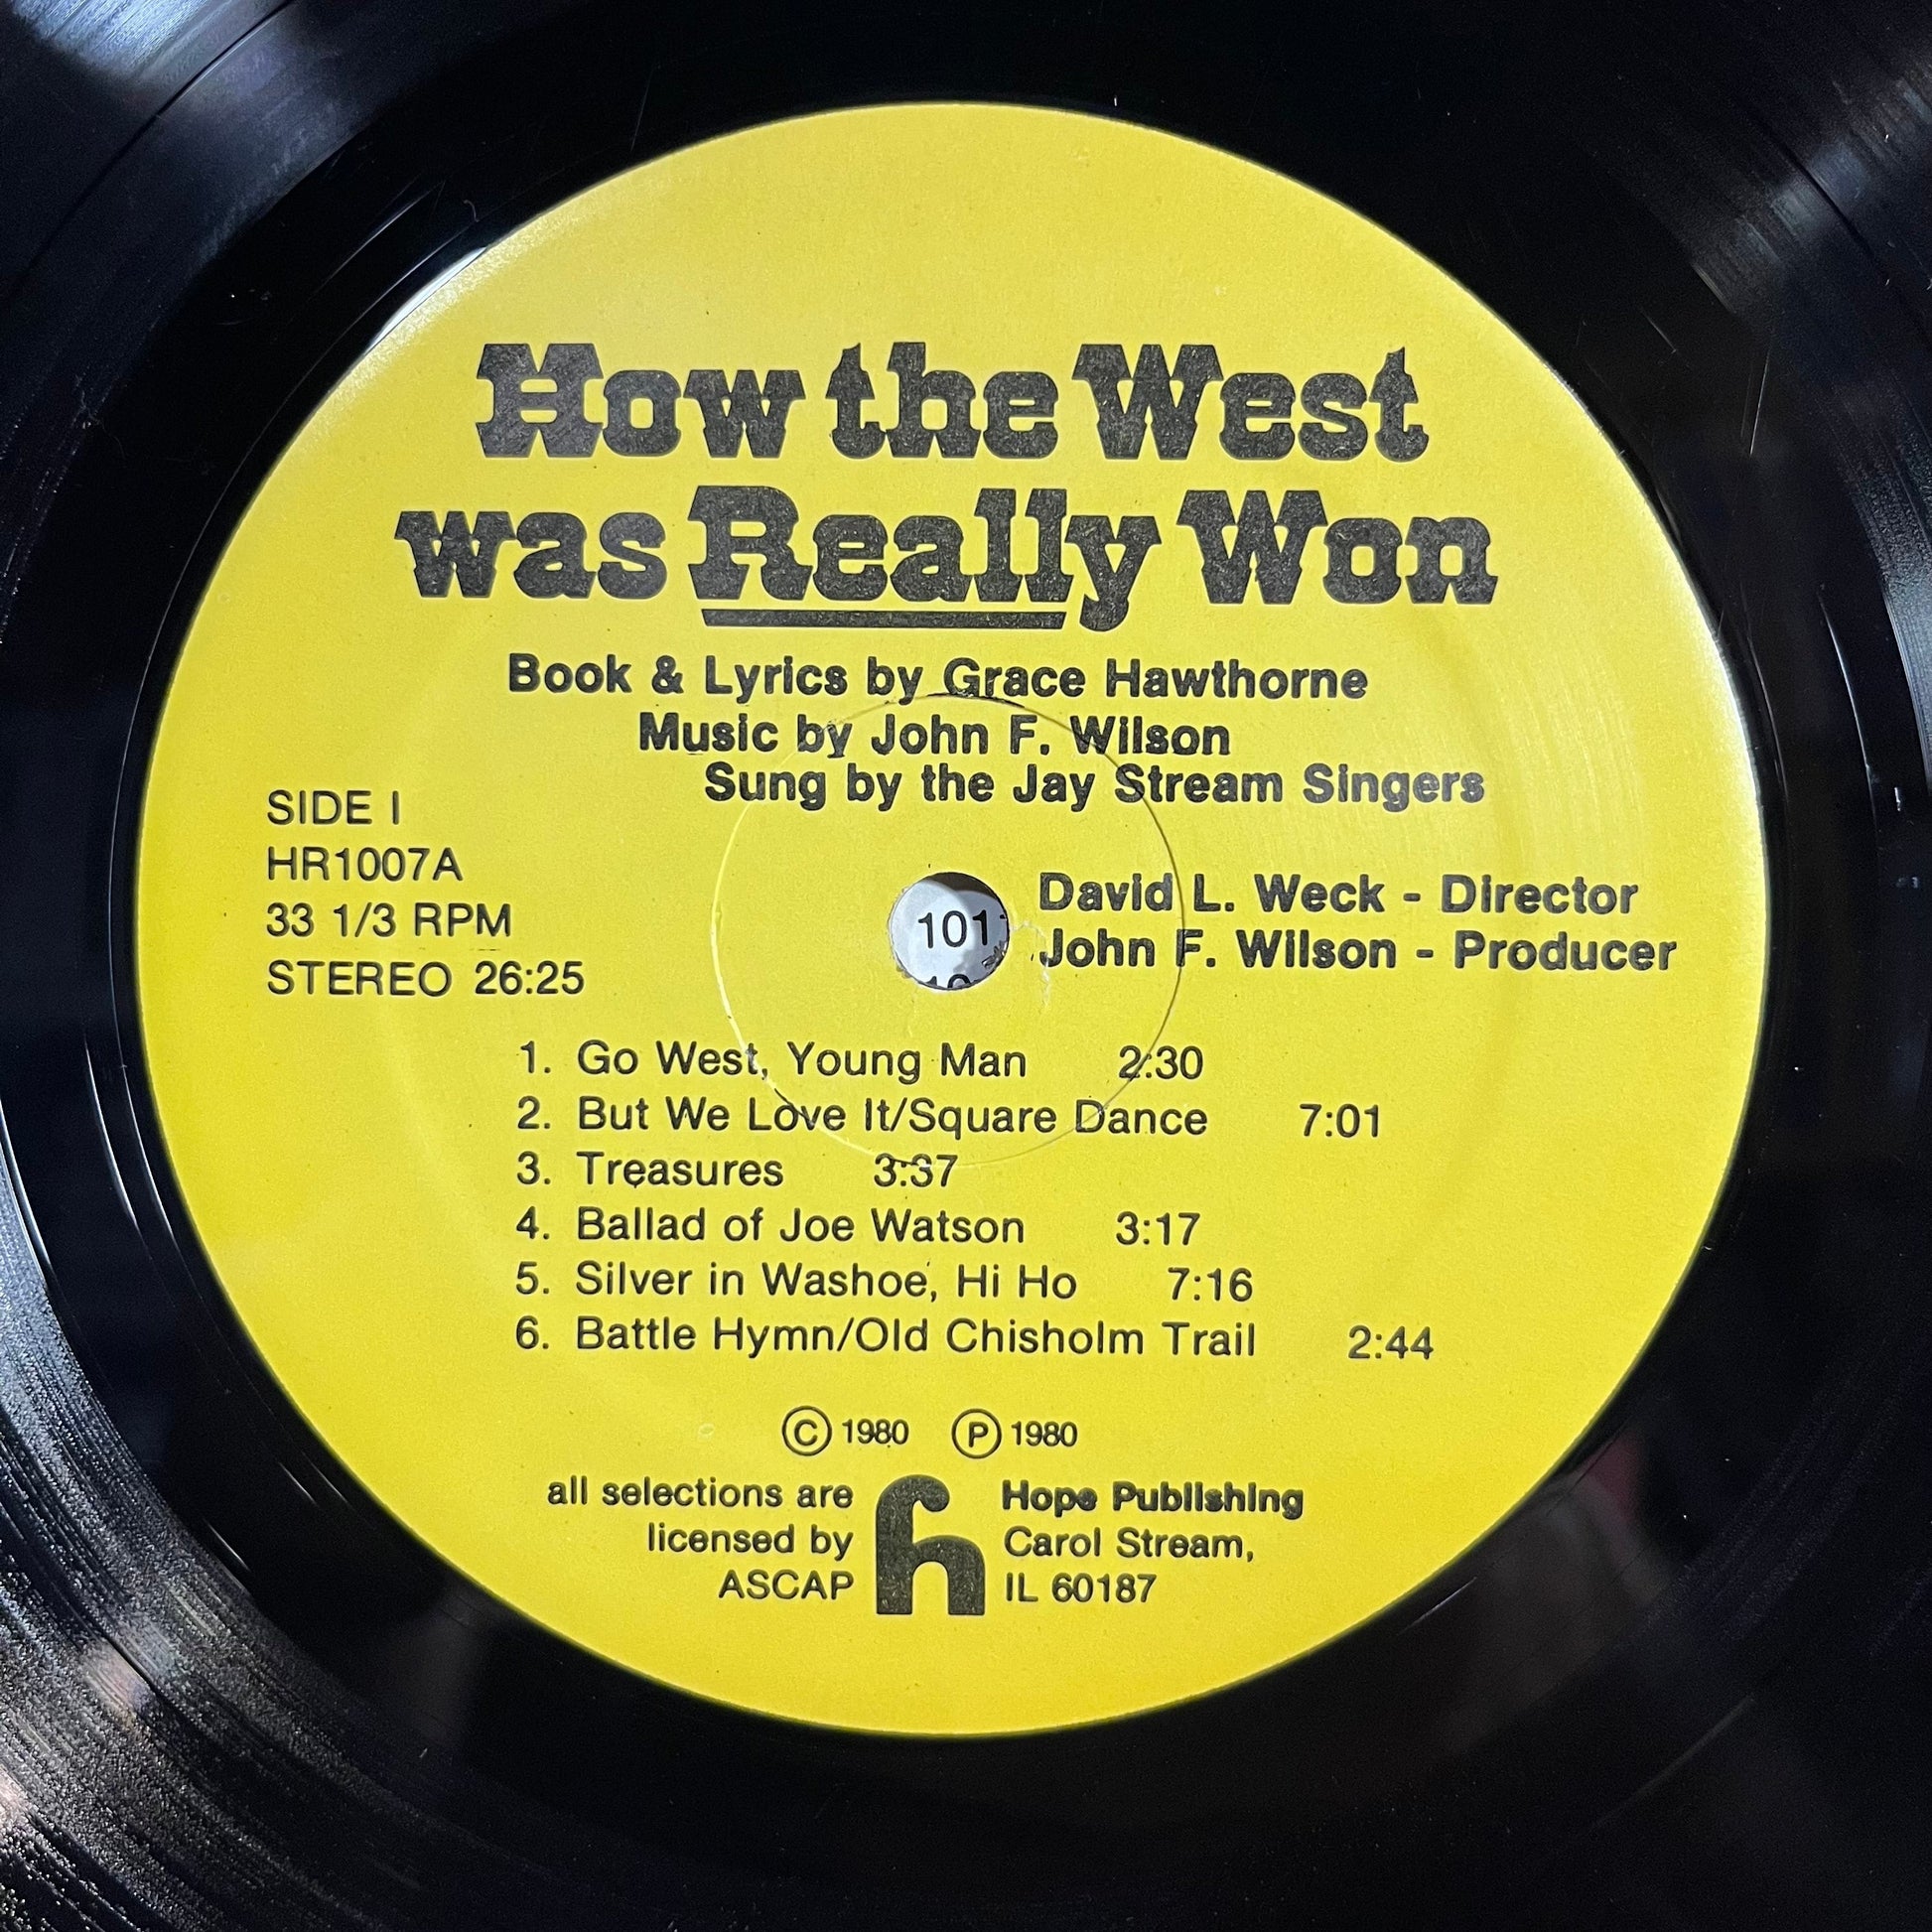 How the West
was Really Won
Book & Lyrics by Grace Hawthorne
Music by John F. Wilson
Sung by the Jay Stream Singers
SIDE I
HR1007A
33 1/3 RPM
STEREO 26:25
101
David L. Weck - Director
John F. Wilson - Producer
1. Go West, Young Man 2:30
2. But We Love It/Square Dance 7:01
3. Treasures 3:37
4. Ballad of Joe Watson 3:17
5. Silver in Washoe, Hi Ho 7:16
6. Battle Hymn/Old Chisholm Trail 2:44
Ⓒ 1980 Ⓟ 1980
all selections are
licensed by
ASCAP
h
Hope Publishing
Carol Stream,
IL 60187